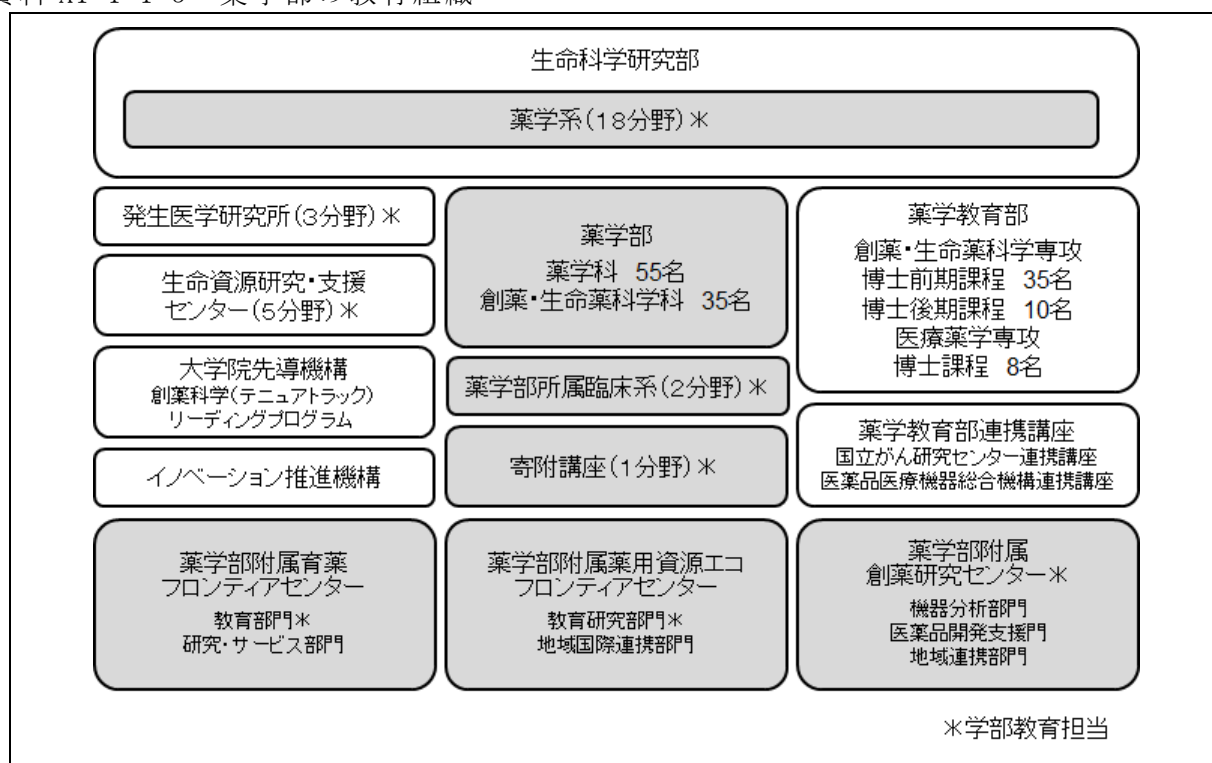 生命科学研究部
薬学系(18分野)＊
発生医学研究所(3分野)＊
生命資源研究・支援
センター(5分野)＊
大学院先導機構
創薬科学(テニュアトラック)
リーディングプログラム
イノベーション推進機構
薬学部
薬学科 55名
創薬・生命薬科学科 35名
薬学部所属臨床系(2分野)＊
寄附講座(1分野)＊
薬学教育部
創薬・生命薬科学専攻
博士前期課程 35名
博士後期課程 10名
医療薬学専攻
博士課程 8名
薬学教育部連携講座
国立がん研究センター連携講座
医薬品医療機器総合機構連携講座
薬学部附属育薬
フロンティアセンター
教育部門＊
研究・サービス部門
薬学部附属薬用資源エコ
フロンティアセンター
教育研究部門＊
地域国際連携部門
薬学部附属
創薬研究センター＊
機器分析部門
医薬品開発支援門
地域連携部門
＊学部教育担当